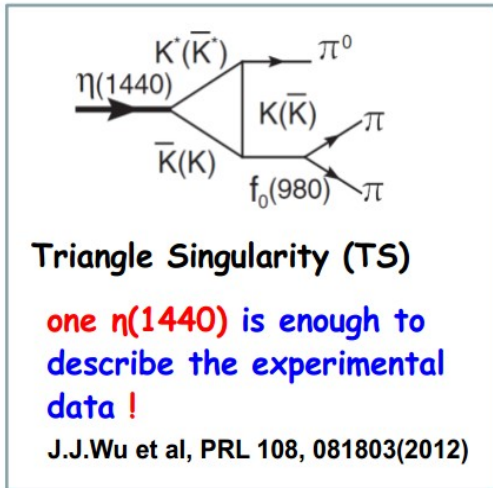 K*(K̄*)
π⁰
η(1440)
K(K̄)
π
K̄(K)
f₀(980)
π
Triangle Singularity (TS)
one η(1440) is enough to
describe the experimental
data !
J.J.Wu et al, PRL 108, 081803(2012)